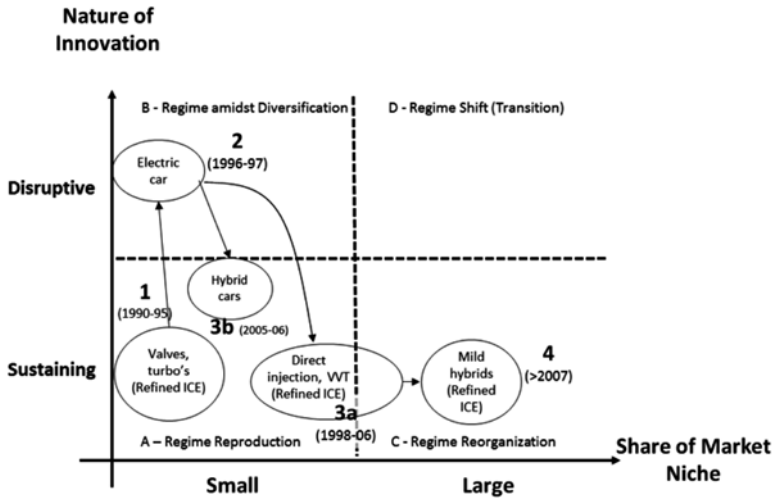 Nature of
Innovation
B - Regime amidst Diversification
D - Regime Shift (Transition)
2
(1996-97)
Electric
car
Disruptive
Hybrid
cars
1
(1990-95)
3b (2005-06)
Sustaining
Valves,
turbo's
(Refined ICE)
Direct
injection, VVT
(Refined ICE)
3a
(1998-06)
Mild
hybrids
(Refined
ICE)
4
(>2007)
A – Regime Reproduction
C - Regime Reorganization
Share of Market
Niche
Small
Large